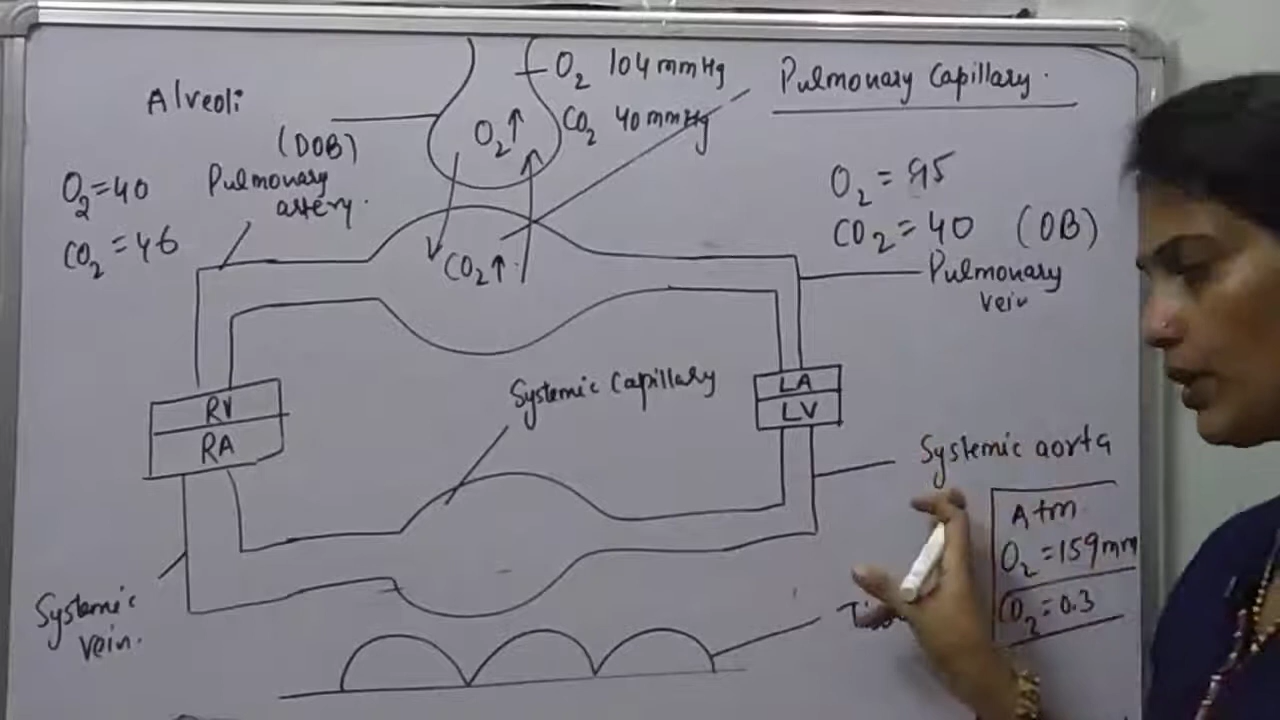 Alveoli
O₂ 104 mmHg
CO₂ 40 mmHg
O₂↑
Pulmonary Capillary.
(DOB)
Pulmonary
artery.
O₂=40
CO₂=46
CO₂↑
O₂ = 95
CO₂ = 40 (OB)
Pulmonary
vein
RV
RA
LA
LV
Systemic Capillary
Systemic aorta
Atm
O₂=159mm
CO₂=0.3
Systemic
vein.